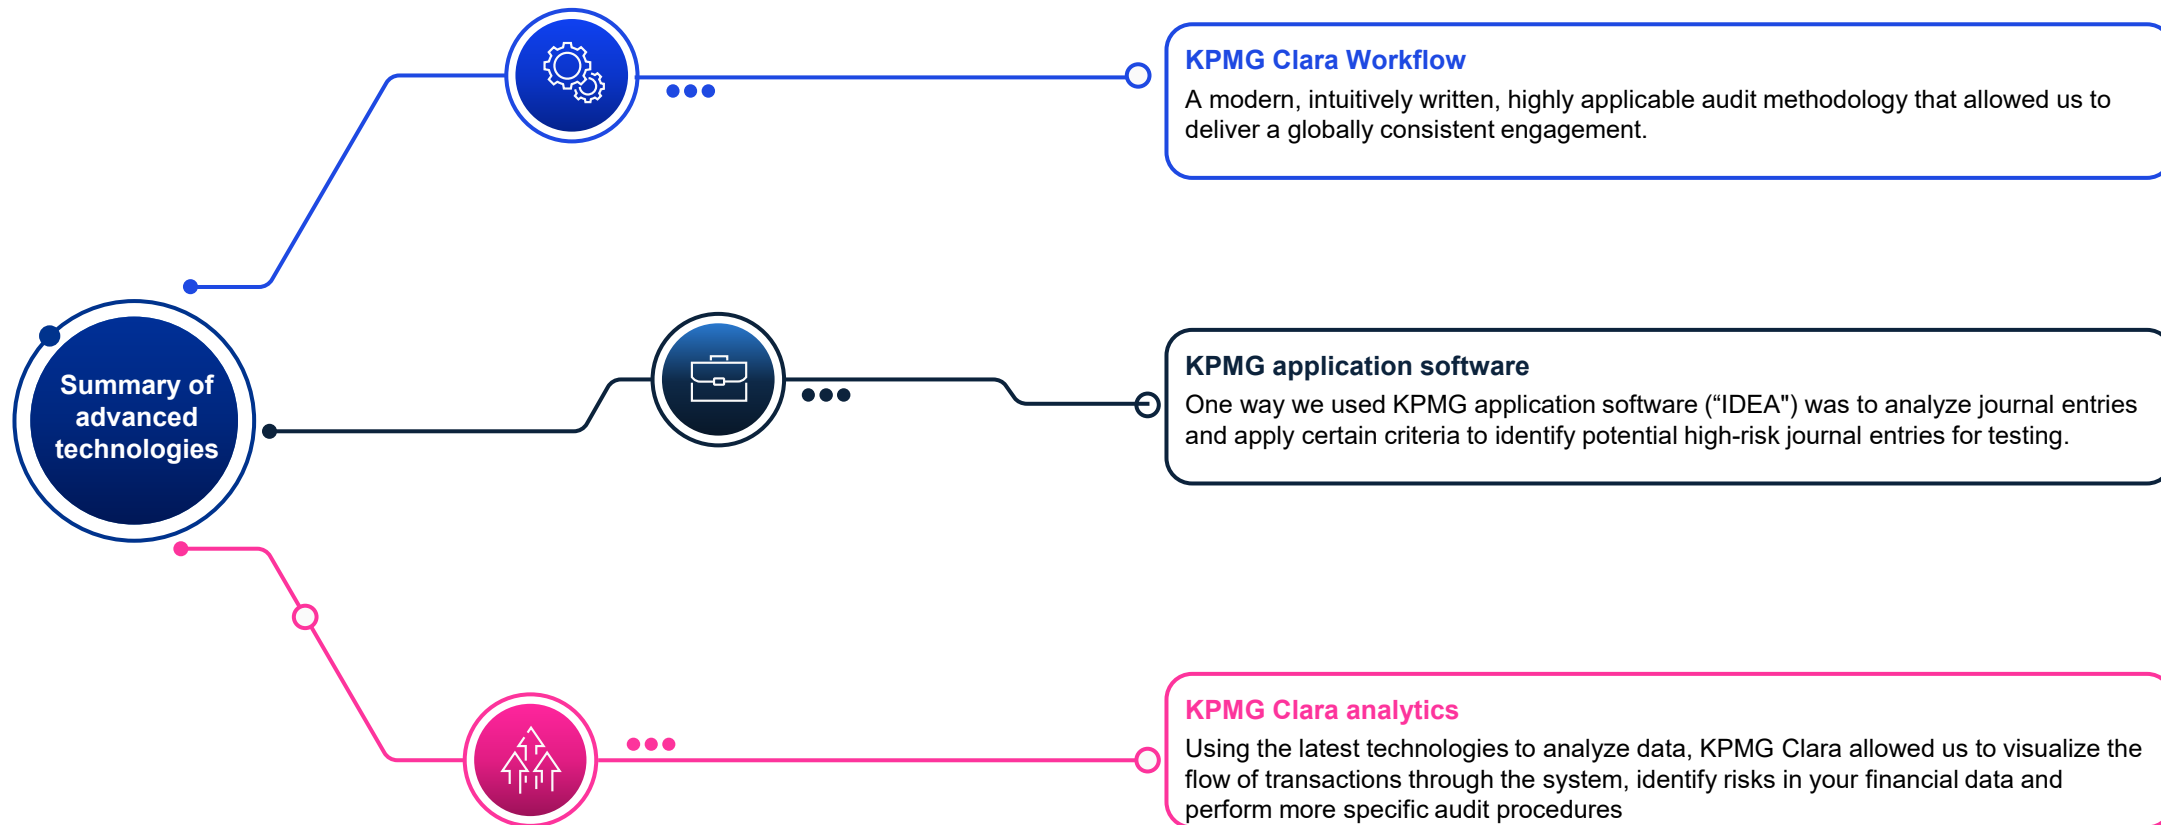 KPMG Clara Workflow
A modern, intuitively written, highly applicable audit methodology that allowed us to
deliver a globally consistent engagement.
Summary of
advanced
technologies
KPMG application software
One way we used KPMG application software (“IDEA") was to analyze journal entries
and apply certain criteria to identify potential high-risk journal entries for testing.
KPMG Clara analytics
Using the latest technologies to analyze data, KPMG Clara allowed us to visualize the
flow of transactions through the system, identify risks in your financial data and
perform more specific audit procedures